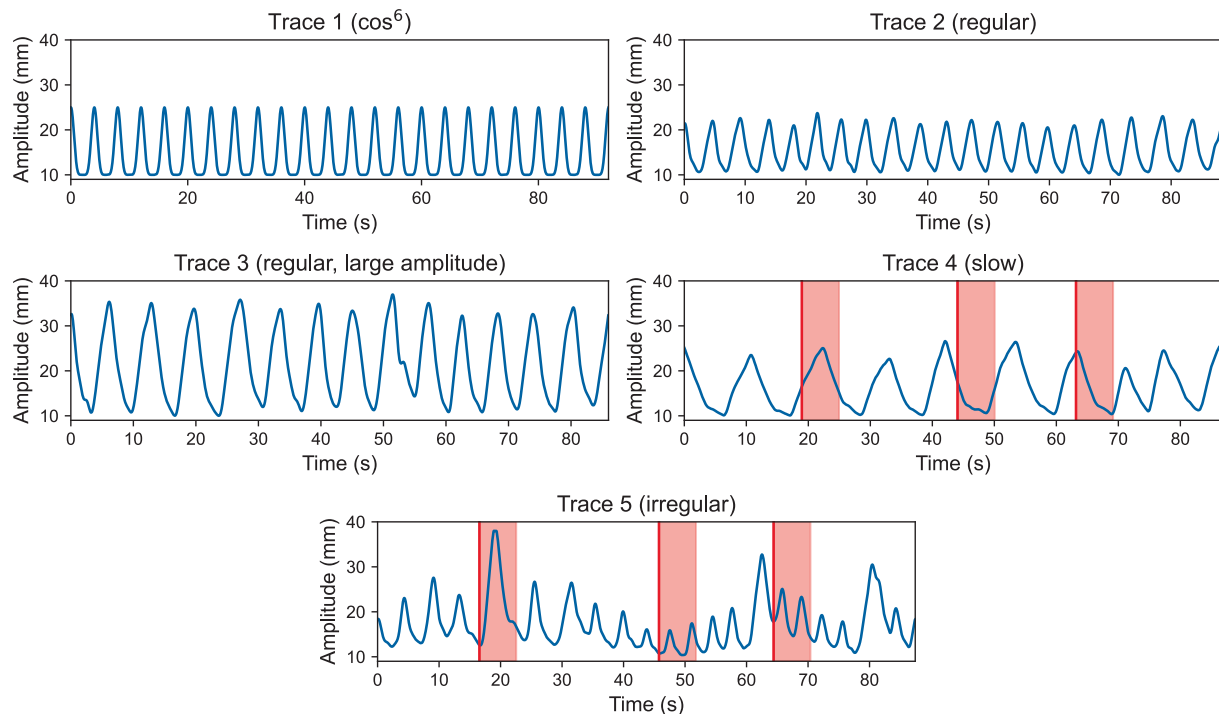 Trace 1 (cos⁶)
Amplitude (mm)
40
30
20
10
0 20 40 60 80
Time (s)
Trace 2 (regular)
Amplitude (mm)
40
30
20
10
0 10 20 30 40 50 60 70 80
Time (s)
Trace 3 (regular, large amplitude)
Amplitude (mm)
40
30
20
10
0 10 20 30 40 50 60 70 80
Time (s)
Trace 4 (slow)
Amplitude (mm)
40
30
20
10
0 10 20 30 40 50 60 70 80
Time (s)
Trace 5 (irregular)
Amplitude (mm)
40
30
20
10
0 10 20 30 40 50 60 70 80
Time (s)